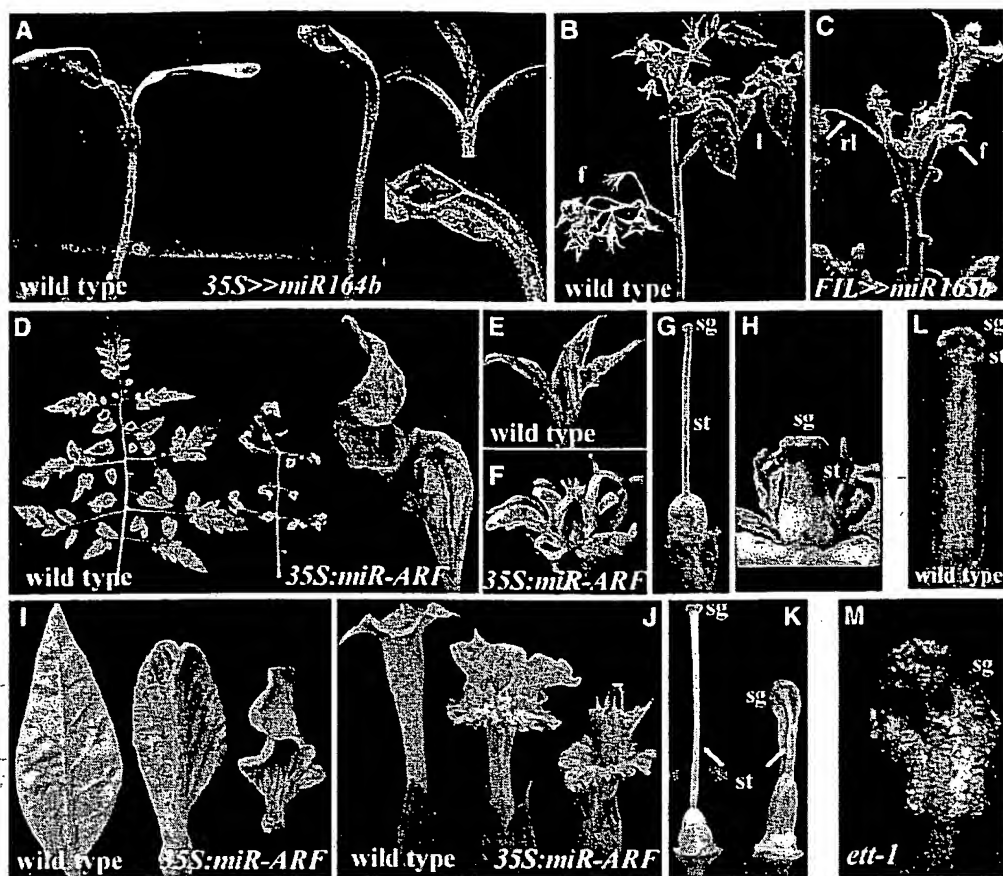 A
wild type
35S>>miR164b
B
f
l
wild type
C
rl
f
FIL>>miR165b
D
wild type
35S:miR-ARF
E
wild type
F
35S:miR-ARF
G
sg
st
H
sg
st
L
sg
st
wild type
I
wild type
35S:miR-ARF
J
wild type
35S:miR-ARF
K
sg
sg
st
M
sg
ett-1